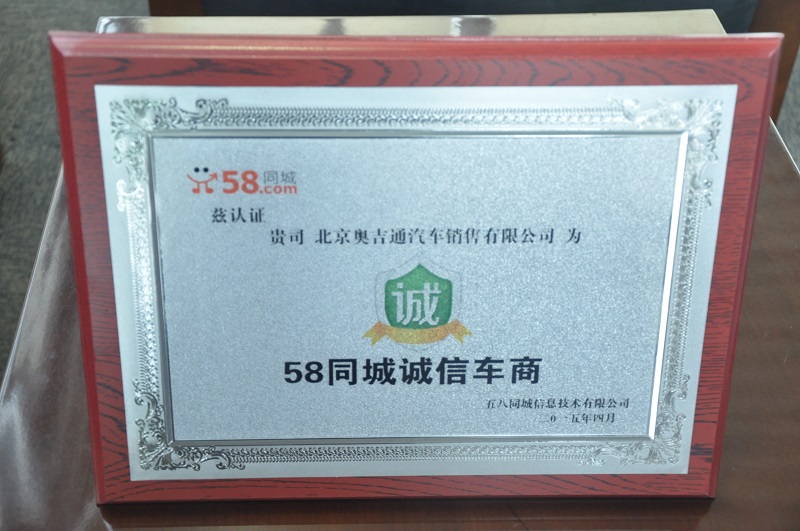 58同城
.com
兹认证
贵司 北京奥吉通汽车销售有限公司 为
诚
58同城诚信车商
五八同城信息技术有限公司
二〇一五年四月